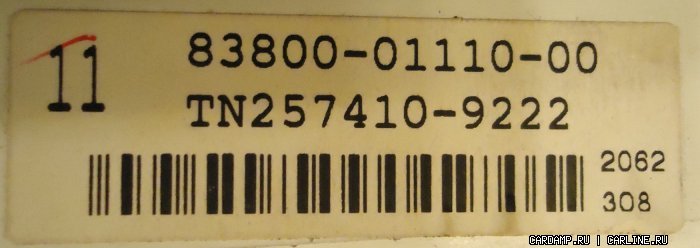 11
83800-01110-00
TN257410-9222
2062
308
CARDAMP.RU | CARLINE.RU